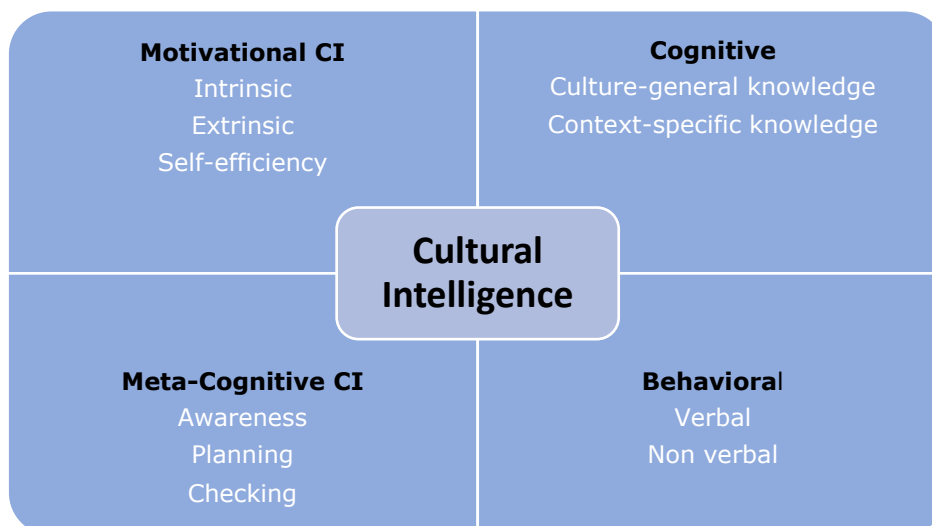 Motivational CI
Intrinsic
Extrinsic
Self-efficiency
Cognitive
Culture-general knowledge
Context-specific knowledge
Cultural
Intelligence
Meta-Cognitive CI
Awareness
Planning
Checking
Behavioral
Verbal
Non verbal